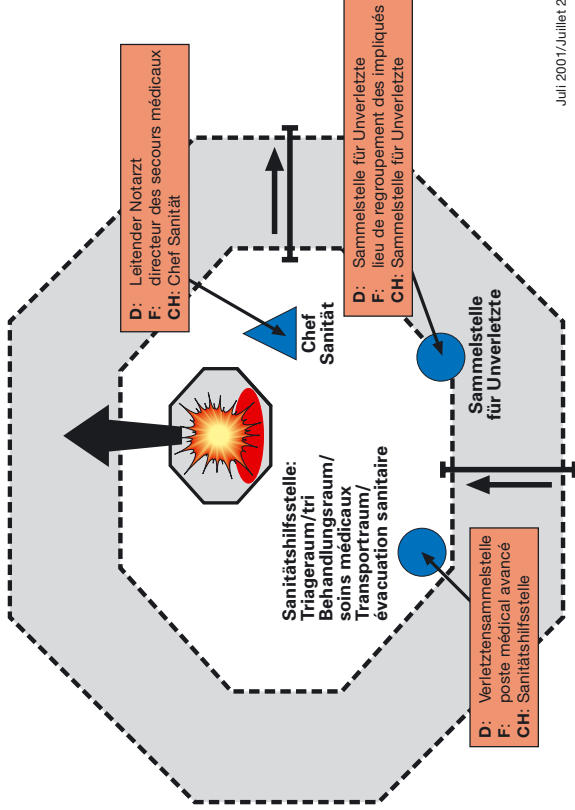 D: Leitender Notarzt
F: directeur des secours médicaux
CH: Chef Sanität
D: Sammelstelle für Unverletzte
F: lieu de regroupement des impliqués
CH: Sammelstelle für Unverletzte
Chef
Sanität
Sammelstelle
für Unverletzte
Sanitätshilfsstelle:
Triageraum/tri
Behandlungsraum/
soins médicaux
Transportraum/
évacuation sanitaire
D: Verletztensammelstelle
F: poste médical avancé
CH: Sanitätshilfsstelle
Juli 2001/Juillet 2